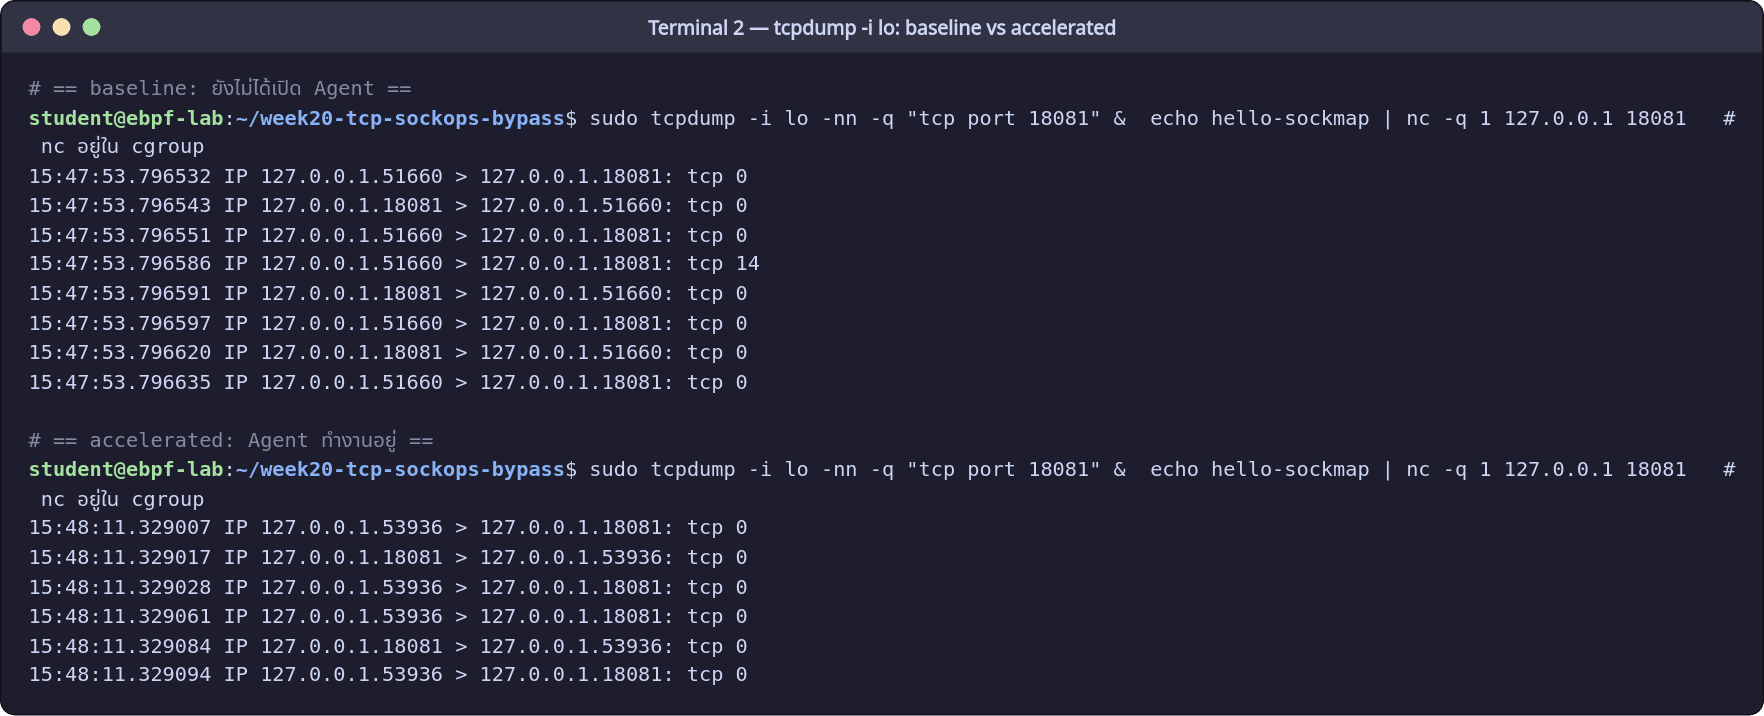 Terminal 2 — tcpdump -i lo: baseline vs accelerated
# == baseline: ยังไม่ได้เปิด Agent ==
student@ebpf-lab:~/week20-tcp-sockops-bypass$ sudo tcpdump -i lo -nn -q "tcp port 18081" &  echo hello-sockmap | nc -q 1 127.0.0.1 18081   #
 nc อยู่ใน cgroup
15:47:53.796532 IP 127.0.0.1.51660 > 127.0.0.1.18081: tcp 0
15:47:53.796543 IP 127.0.0.1.18081 > 127.0.0.1.51660: tcp 0
15:47:53.796551 IP 127.0.0.1.51660 > 127.0.0.1.18081: tcp 0
15:47:53.796586 IP 127.0.0.1.51660 > 127.0.0.1.18081: tcp 14
15:47:53.796591 IP 127.0.0.1.18081 > 127.0.0.1.51660: tcp 0
15:47:53.796597 IP 127.0.0.1.51660 > 127.0.0.1.18081: tcp 0
15:47:53.796620 IP 127.0.0.1.18081 > 127.0.0.1.51660: tcp 0
15:47:53.796635 IP 127.0.0.1.51660 > 127.0.0.1.18081: tcp 0
# == accelerated: Agent ทำงานอยู่ ==
student@ebpf-lab:~/week20-tcp-sockops-bypass$ sudo tcpdump -i lo -nn -q "tcp port 18081" &  echo hello-sockmap | nc -q 1 127.0.0.1 18081   #
 nc อยู่ใน cgroup
15:48:11.329007 IP 127.0.0.1.53936 > 127.0.0.1.18081: tcp 0
15:48:11.329017 IP 127.0.0.1.18081 > 127.0.0.1.53936: tcp 0
15:48:11.329028 IP 127.0.0.1.53936 > 127.0.0.1.18081: tcp 0
15:48:11.329061 IP 127.0.0.1.53936 > 127.0.0.1.18081: tcp 0
15:48:11.329084 IP 127.0.0.1.18081 > 127.0.0.1.53936: tcp 0
15:48:11.329094 IP 127.0.0.1.53936 > 127.0.0.1.18081: tcp 0